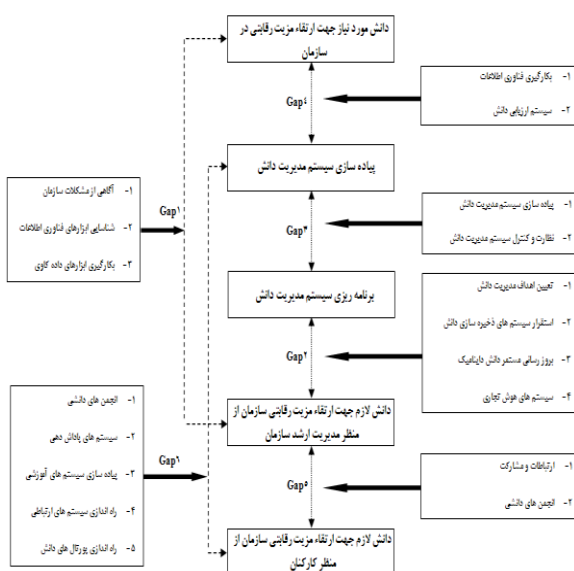 دانش مورد نیاز جهت ارتقاء مزیت رقابتی در
سازمان
Gap۴
۱- بکارگیری فناوری اطلاعات
۲- سیستم ارزیابی دانش
پیاده سازی سیستم مدیریت دانش
Gap۳
۱- پیاده سازی سیستم مدیریت دانش
۲- نظارت و کنترل سیستم مدیریت دانش
۱- آگاهی از مشکلات سازمان
۲- شناسایی ابزارهای فناوری اطلاعات
۳- بکارگیری ابزارهای داده کاوی
Gap۱
برنامه ریزی سیستم مدیریت دانش
Gap۲
۱- تعیین اهداف مدیریت دانش
۲- استقرار سیستم های ذخیره سازی دانش
۳- بروز رسانی مستمر دانش داینامیک
۴- سیستم های هوش تجاری
دانش لازم جهت ارتقاء مزیت رقابتی سازمان از
منظر مدیریت ارشد سازمان
Gap۵
۱- ارتباطات و مشارکت
۲- انجمن های دانشی
۱- انجمن های دانشی
۲- سیستم های پاداش دهی
۳- پیاده سازی سیستم های آموزشی
۴- راه اندازی سیستم های ارتباطی
۵- راه اندازی پورتال های دانش
Gap۶
دانش لازم جهت ارتقاء مزیت رقابتی سازمان از
منظر کارکنان